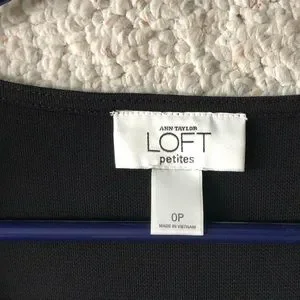 ANN TAYLOR
LOFT
petites
0P
MADE IN VIETNAM